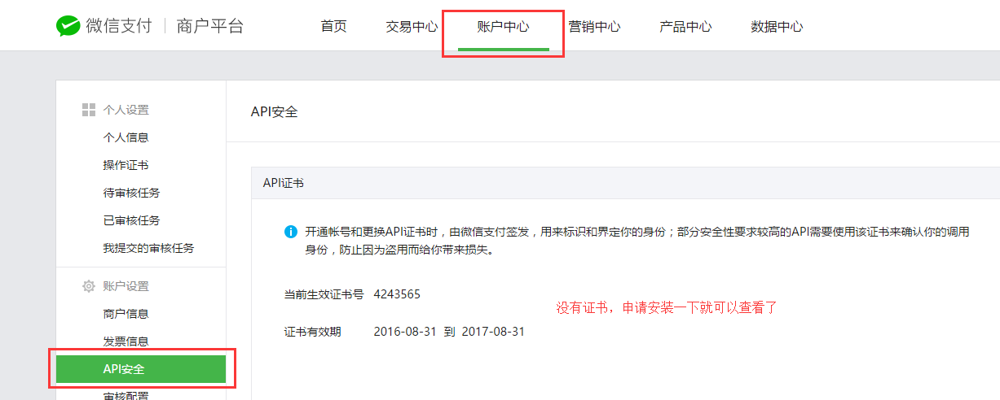 微信支付 商户平台 首页 交易中心 账户中心 营销中心 产品中心 数据中心
个人设置
个人信息
操作证书
待审核任务
已审核任务
我提交的审核任务
账户设置
商户信息
发票信息
API安全
审核配置
API安全
API证书
开通帐号和更换API证书时，由微信支付签发，用来标识和界定你的身份；部分安全性要求较高的API需要使用该证书来确认你的调用
身份，防止因为盗用而给你带来损失。
当前生效证书号 4243565
没有证书，申请安装一下就可以查看了
证书有效期 2016-08-31 到 2017-08-31